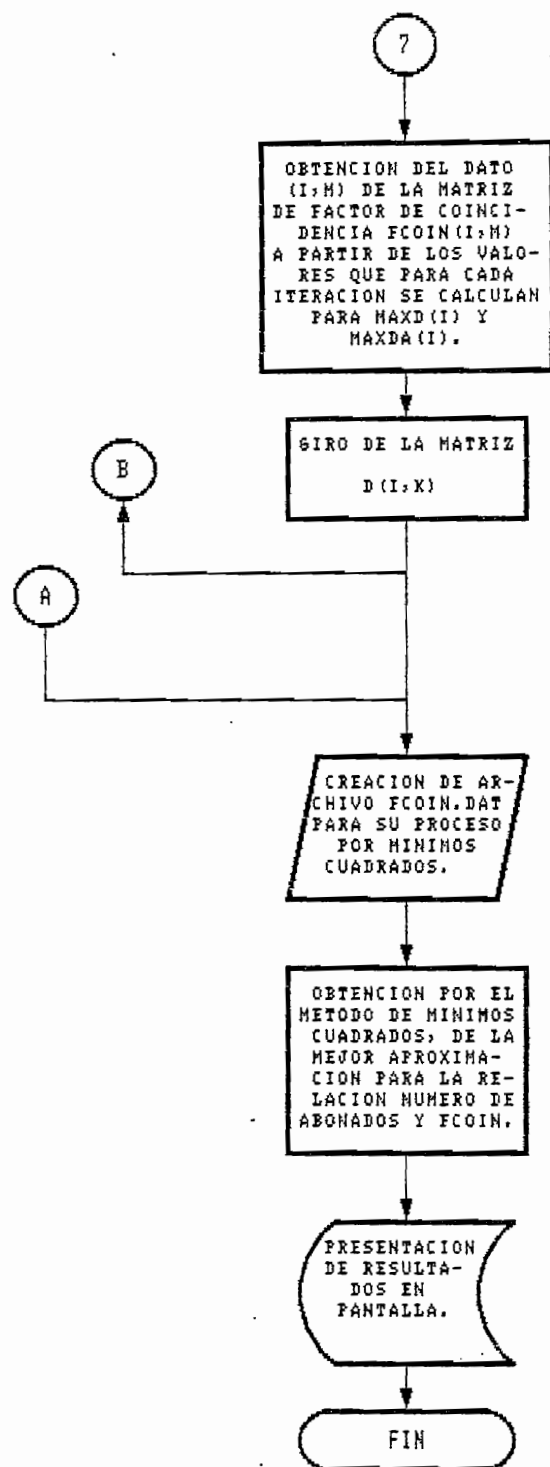 7
OBTENCION DEL DATO
(I,M) DE LA MATRIZ
DE FACTOR DE COINCI-
DENCIA FCOIN(I,M)
A PARTIR DE LOS VALO-
RES QUE PARA CADA
ITERACION SE CALCULAN
PARA MAXD(I) Y
MAXDA(I).
GIRO DE LA MATRIZ
D(I,K)
B
A
CREACION DE AR-
CHIVO FCOIN.DAT
PARA SU PROCESO
POR MINIMOS
CUADRADOS.
OBTENCION POR EL
METODO DE MINIMOS
CUADRADOS, DE LA
MEJOR APROXIMA-
CION PARA LA RE-
LACION NUMERO DE
ABONADOS Y FCOIN.
PRESENTACION
DE RESULTA-
DOS EN
PANTALLA.
FIN